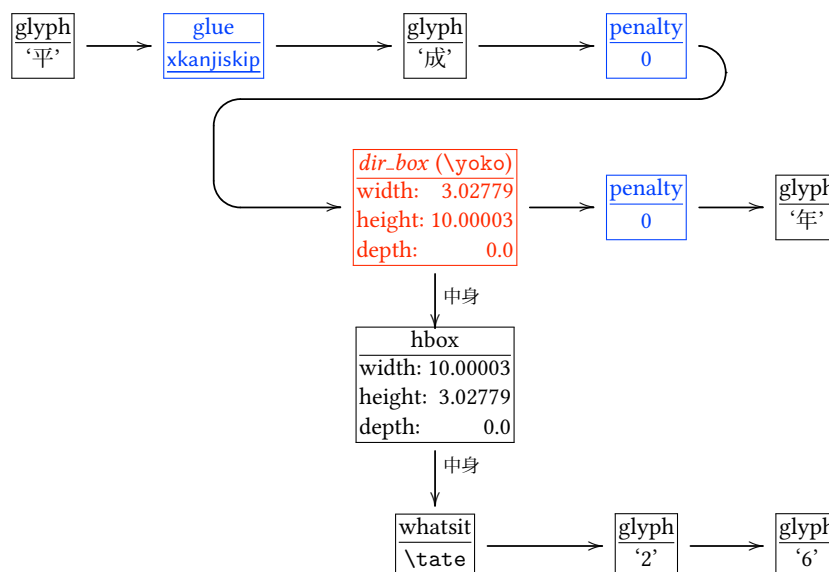 glyph
‘平’
glue
xkanjiskip
glyph
‘成’
penalty
0
dir_box (\yoko)
width: 3.02779
height: 10.00003
depth: 0.0
penalty
0
glyph
‘年’
中身
hbox
width: 10.00003
height: 3.02779
depth: 0.0
中身
whatsit
\tate
glyph
‘2’
glyph
‘6’